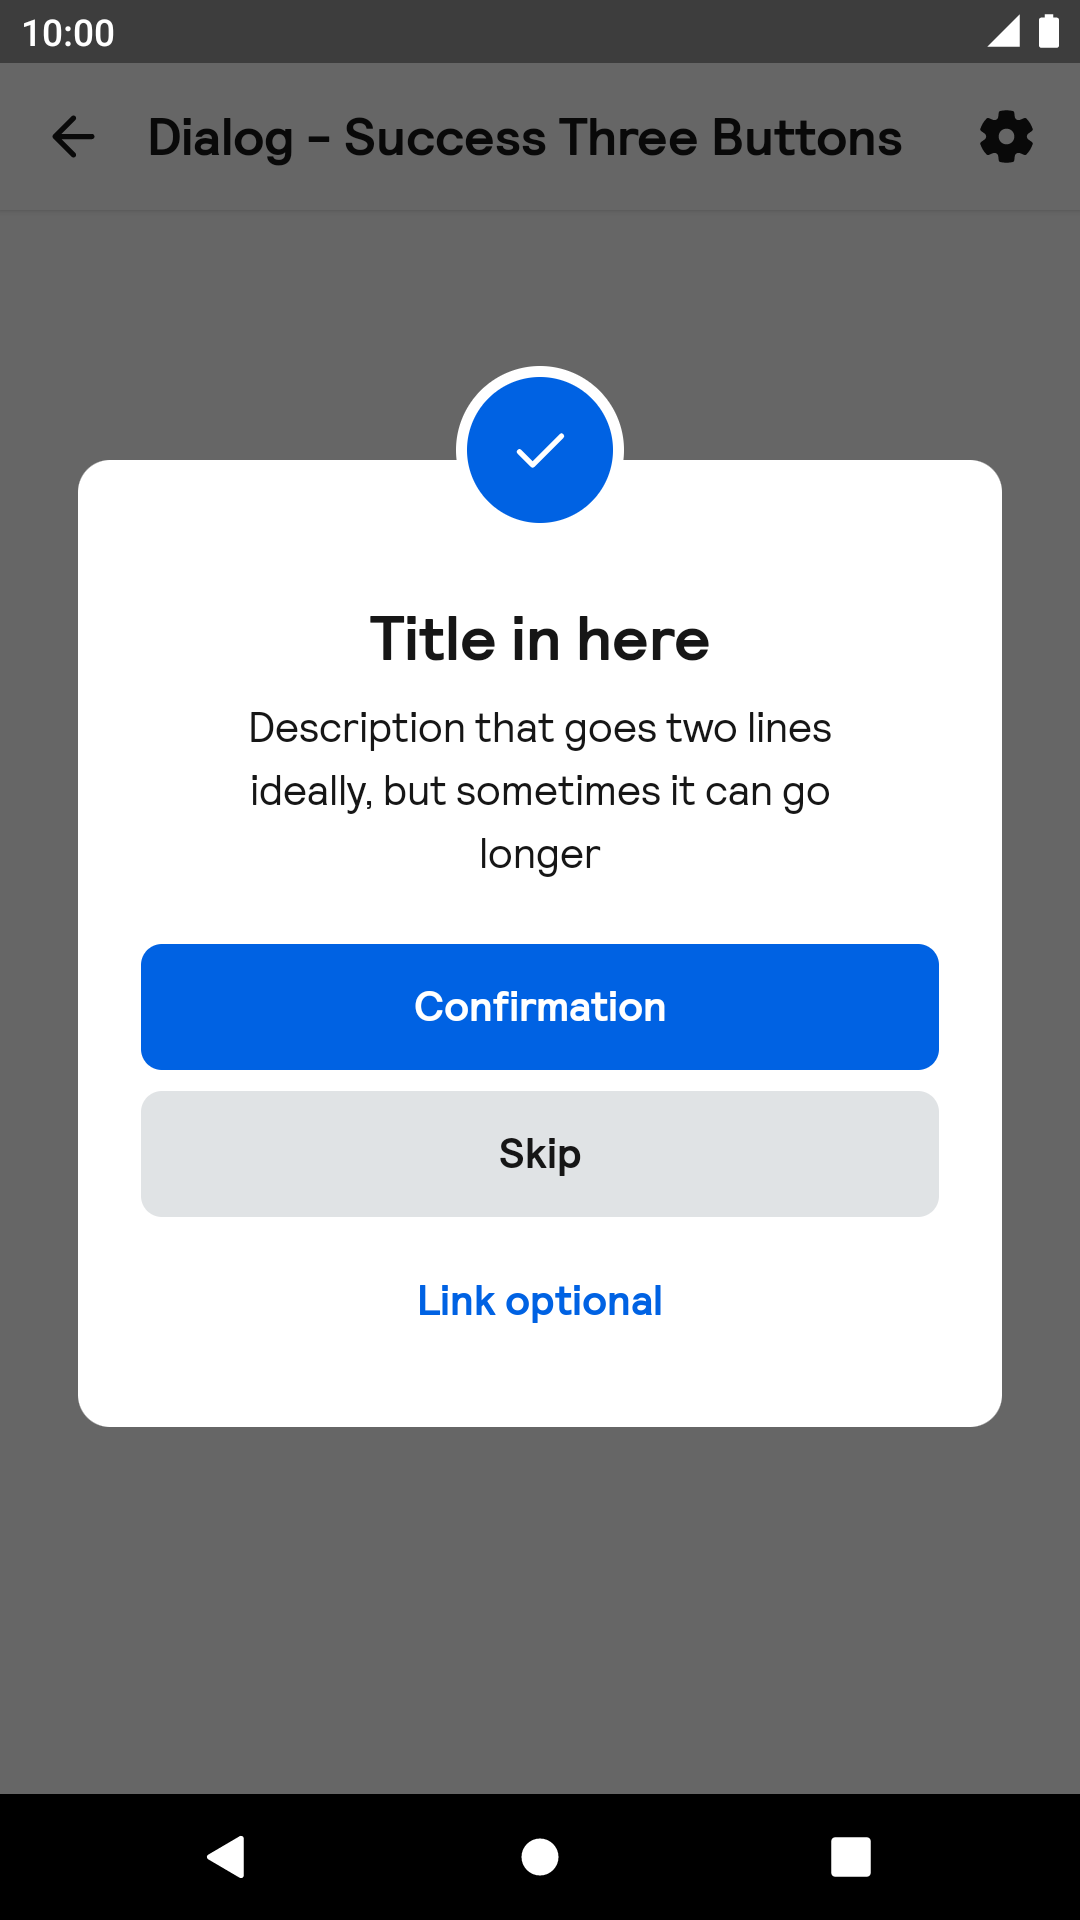 10:00
Dialog - Success Three Buttons
Title in here
Description that goes two lines
ideally, but sometimes it can go
longer
Confirmation
Skip
Link optional